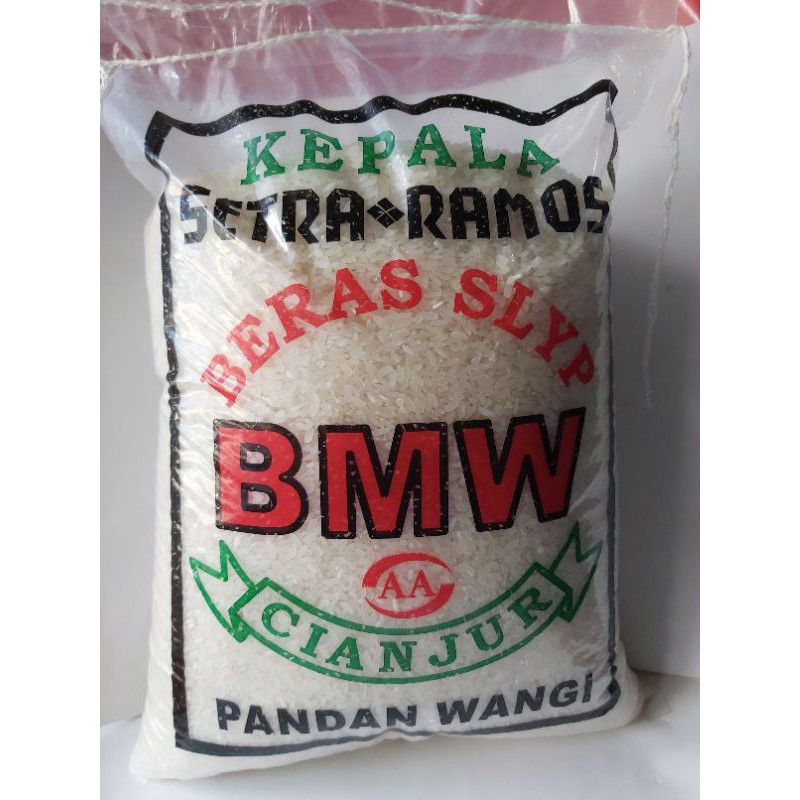 KEPALA
SETRA RAMOS
BERAS SLYP
BMW
AA
CIANJUR
PANDAN WANGI